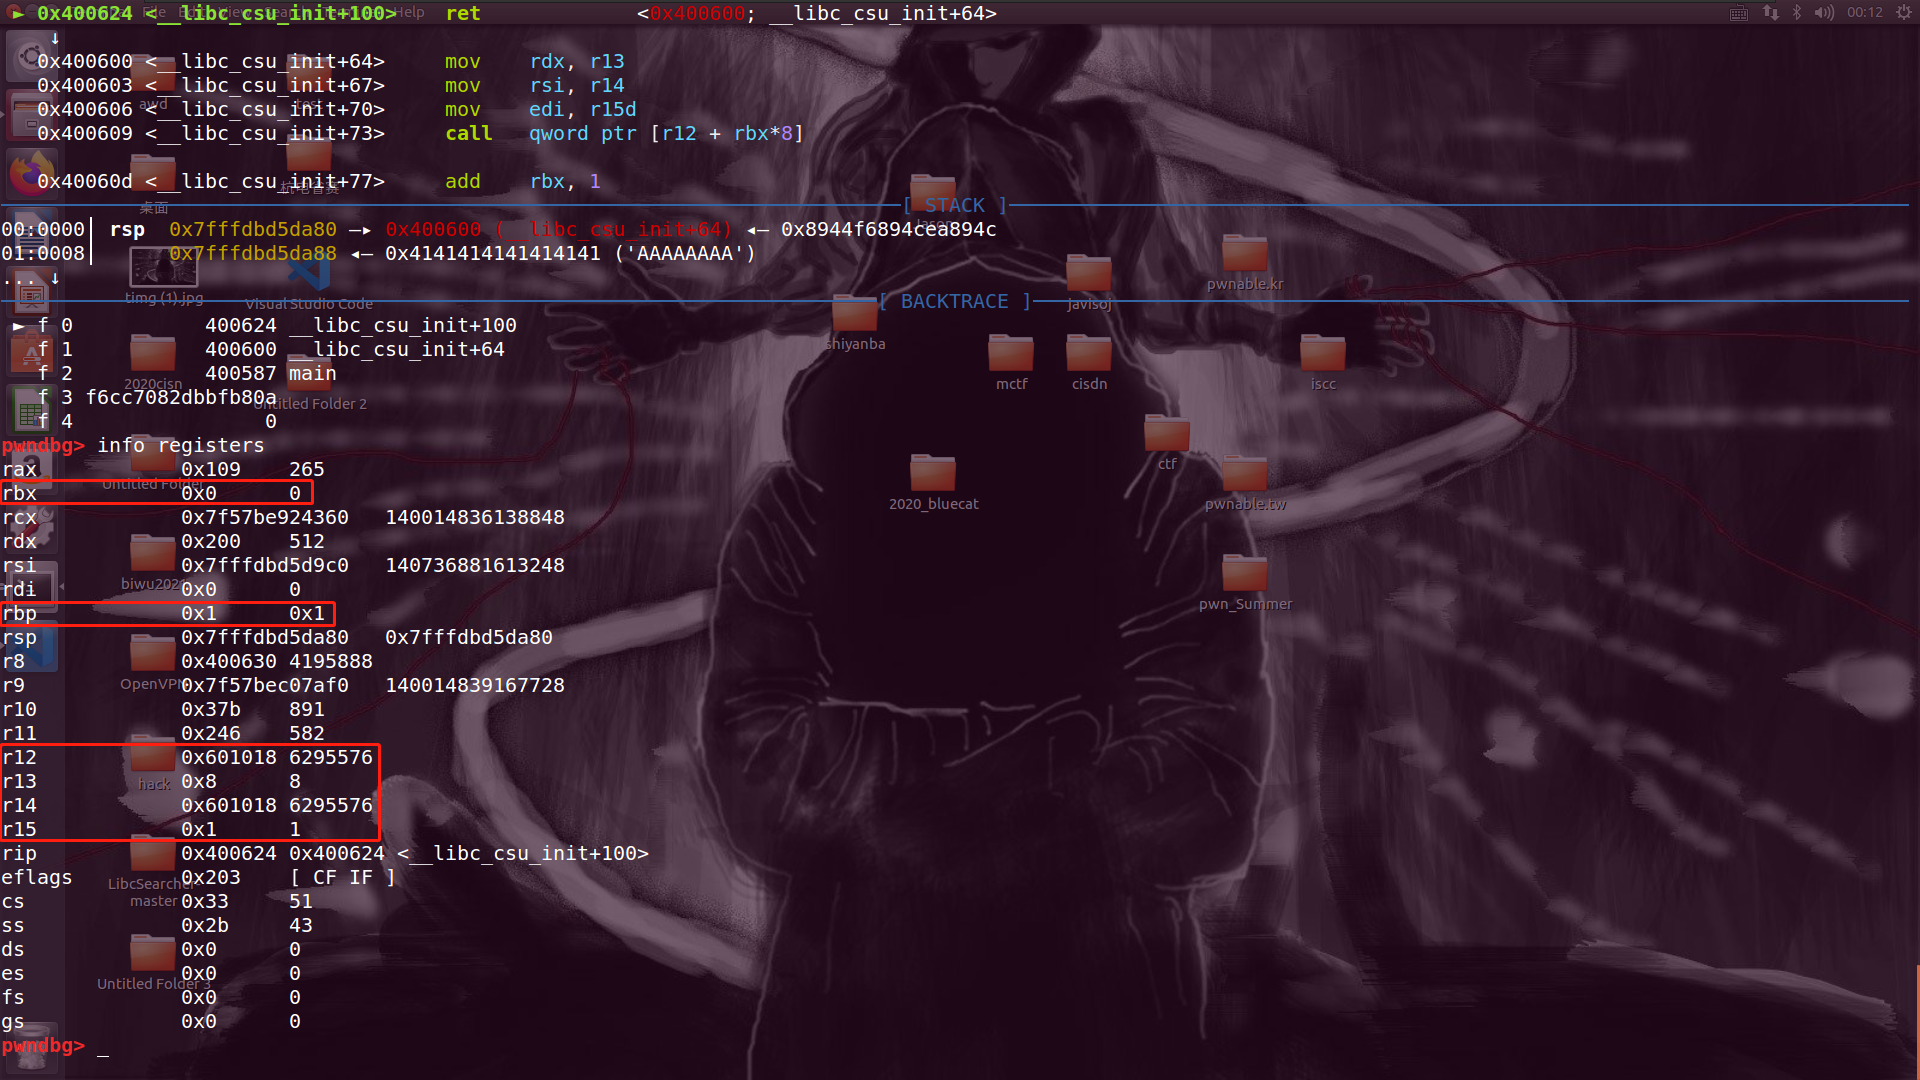 ► 0x400624 <__libc_csu_init+100>    ret    <0x400600; __libc_csu_init+64>
File Edit View Search Terminal Help
00:12
↓
0x400600 <__libc_csu_init+64>    mov    rdx, r13
0x400603 <__libc_csu_init+67>    mov    rsi, r14
0x400606 <__libc_csu_init+70>    mov    edi, r15d
0x400609 <__libc_csu_init+73>    call   qword ptr [r12 + rbx*8]
0x40060d <__libc_csu_init+77>    add    rbx, 1
[ STACK ]
00:0000│ rsp  0x7fffdbd5da80 —▸ 0x400600 (__libc_csu_init+64) ◂— 0x8944f6894cea894c
01:0008│      0x7fffdbd5da88 ◂— 0x4141414141414141 ('AAAAAAAA')
... ↓
[ BACKTRACE ]
► f 0           400624 __libc_csu_init+100
f 1           400600 __libc_csu_init+64
f 2           400587 main
f 3 f6cc7082dbbfb80a
f 4                0
pwndbg> info registers
rax            0x109    265
rbx            0x0      0
rcx            0x7f57be924360   140014836138848
rdx            0x200    512
rsi            0x7fffdbd5d9c0   140736881613248
rdi            0x0      0
rbp            0x1      0x1
rsp            0x7fffdbd5da80   0x7fffdbd5da80
r8             0x400630 4195888
r9             0x7f57bec07af0   140014839167728
r10            0x37b    891
r11            0x246    582
r12            0x601018 6295576
r13            0x8      8
r14            0x601018 6295576
r15            0x1      1
rip            0x400624 0x400624 <__libc_csu_init+100>
eflags         0x203    [ CF IF ]
cs             0x33     51
ss             0x2b     43
ds             0x0      0
es             0x0      0
fs             0x0      0
gs             0x0      0
pwndbg> _
awd
test
桌面
timg (1).jpg
Visual Studio Code
2020cisn
Untitled Folder 2
Untitled Folder
OpenVPN
hack
LibcSearcher-
master
Untitled Folder 3
shiyanba
javisoj
pwnable.kr
mctf
cisdn
iscc
ctf
2020_bluecat
pwnable.tw
pwn_Summer